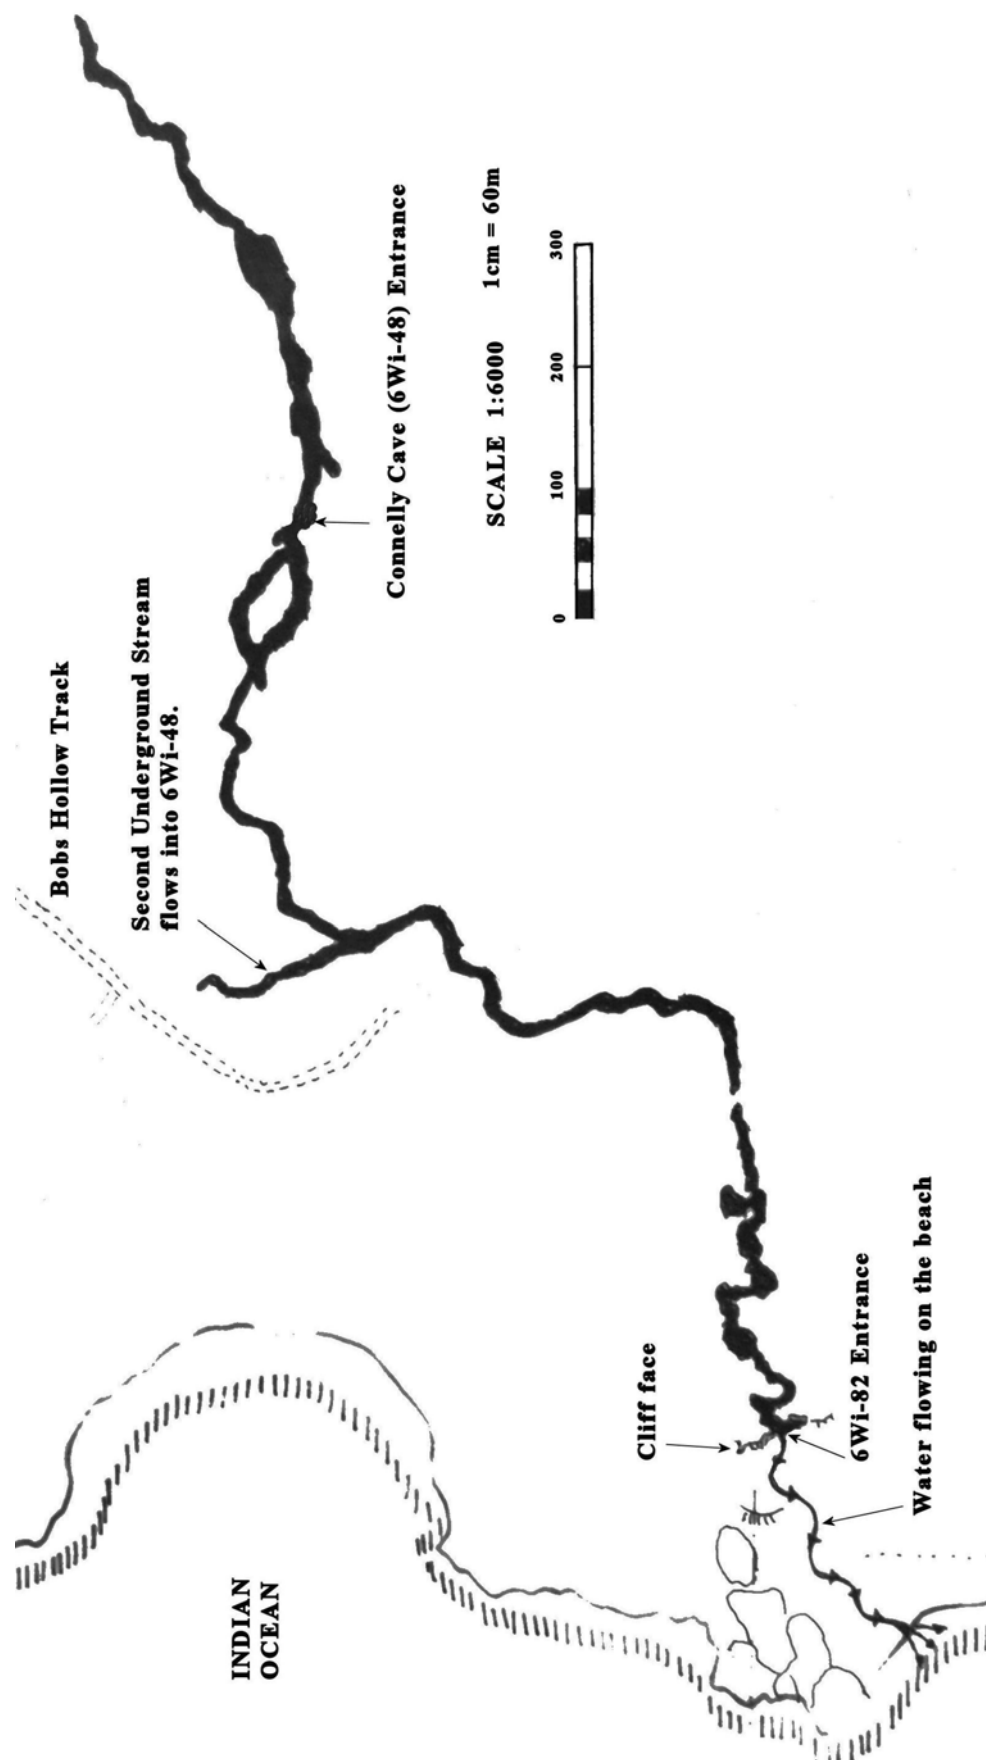 Bobs Hollow Track
Second Underground Stream
flows into 6Wi-48.
Connelly Cave (6Wi-48) Entrance
SCALE 1:6000 1cm = 60m
0 100 200 300
INDIAN
OCEAN
Cliff face
6Wi-82 Entrance
Water flowing on the beach